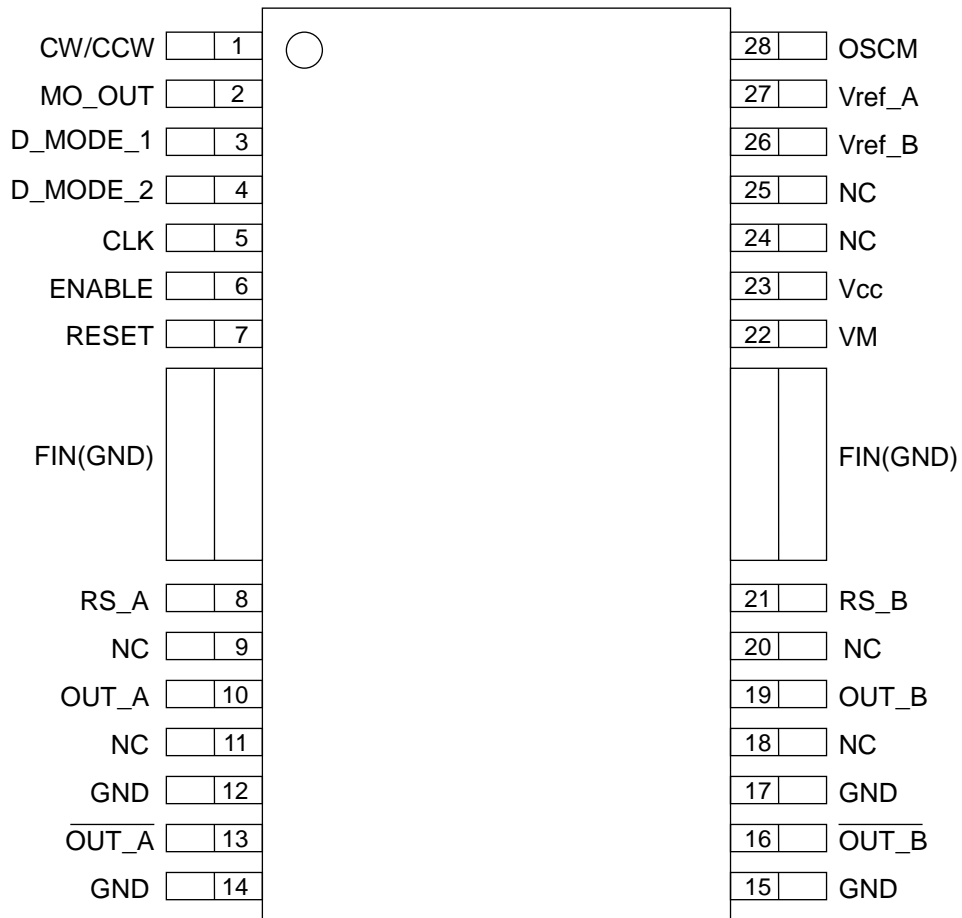 CW/CCW 1 28 OSCM
MO_OUT 2 27 Vref_A
D_MODE_1 3 26 Vref_B
D_MODE_2 4 25 NC
CLK 5 24 NC
ENABLE 6 23 Vcc
RESET 7 22 VM
FIN(GND) FIN(GND)
RS_A 8 21 RS_B
NC 9 20 NC
OUT_A 10 19 OUT_B
NC 11 18 NC
GND 12 17 GND
O̅U̅T̅_̅A̅ 13 16 O̅U̅T̅_̅B̅
GND 14 15 GND